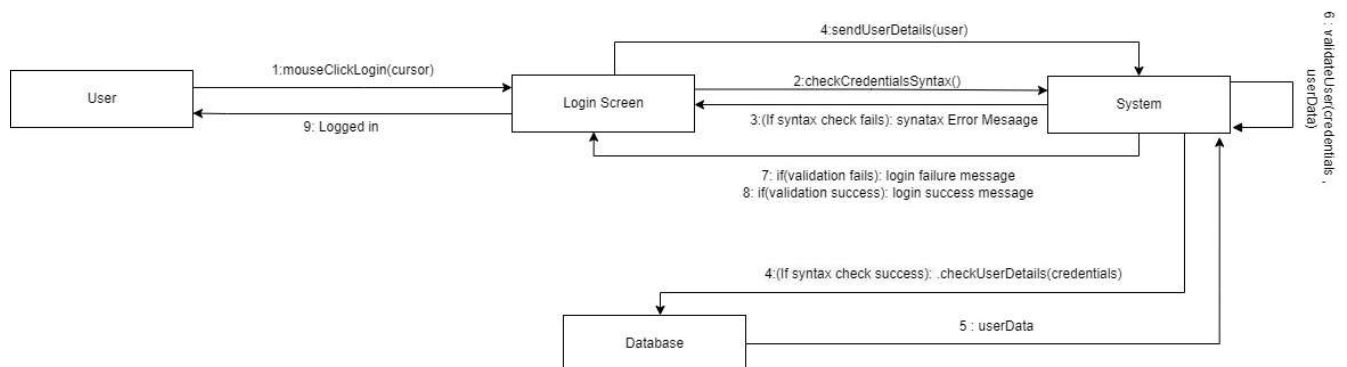 4:sendUserDetails(user)
6 : validateUser(credentials ,
userData)
1:mouseClickLogin(cursor)
2:checkCredentialsSyntax()
User
Login Screen
System
9: Logged in
3:(If syntax check fails): synatax Error Mesaage
7: if(validation fails): login failure message
8: if(validation success): login success message
4:(If syntax check success): .checkUserDetails(credentials)
5 : userData
Database